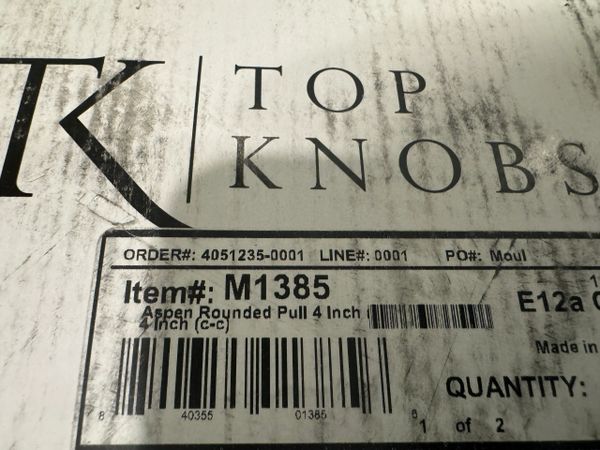 TK TOP
KNOBS
ORDER#: 4051235-0001 LINE#: 0001 PO#: Moul
Item#: M1385
Aspen Rounded Pull 4 Inch
4 Inch (c-c)
E12a
Made in
QUANTITY:
8 40355 01385 6
1 of 2